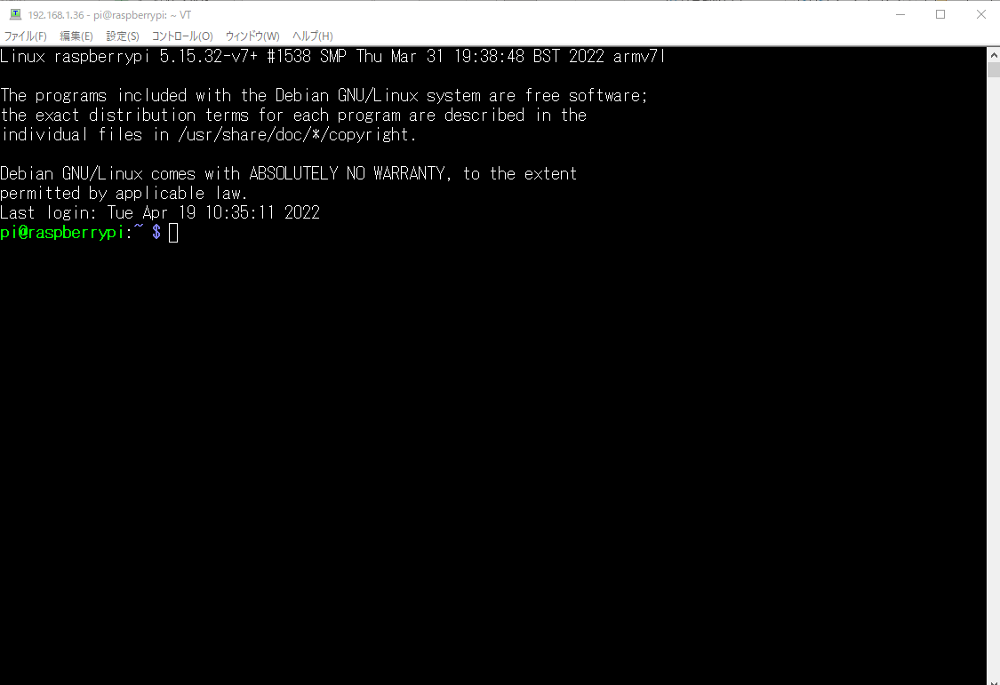 192.168.1.36 - pi@raspberrypi: ~ VT
ファイル(F) 編集(E) 設定(S) コントロール(O) ウィンドウ(W) ヘルプ(H)
Linux raspberrypi 5.15.32-v7+ #1538 SMP Thu Mar 31 19:38:48 BST 2022 armv7l
The programs included with the Debian GNU/Linux system are free software;
the exact distribution terms for each program are described in the
individual files in /usr/share/doc/*/copyright.
Debian GNU/Linux comes with ABSOLUTELY NO WARRANTY, to the extent
permitted by applicable law.
Last login: Tue Apr 19 10:35:11 2022
pi@raspberrypi:~ $